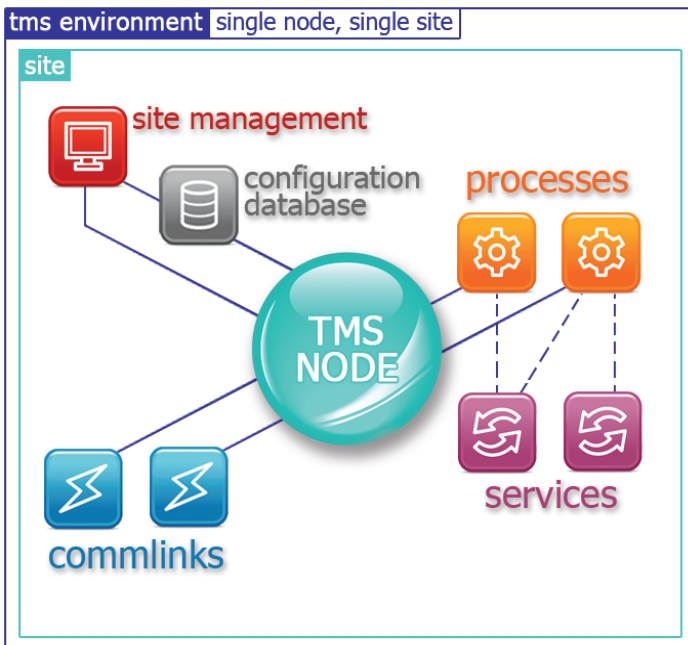 tms environment single node, single site
site
site management
configuration
database
processes
TMS
NODE
services
commlinks